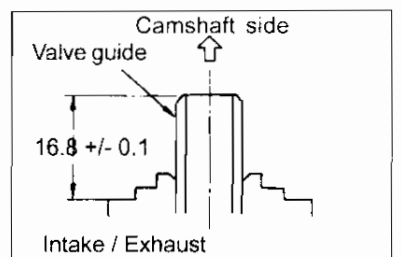 Camshaft side
Valve guide
16.8 +/- 0.1
Intake / Exhaust